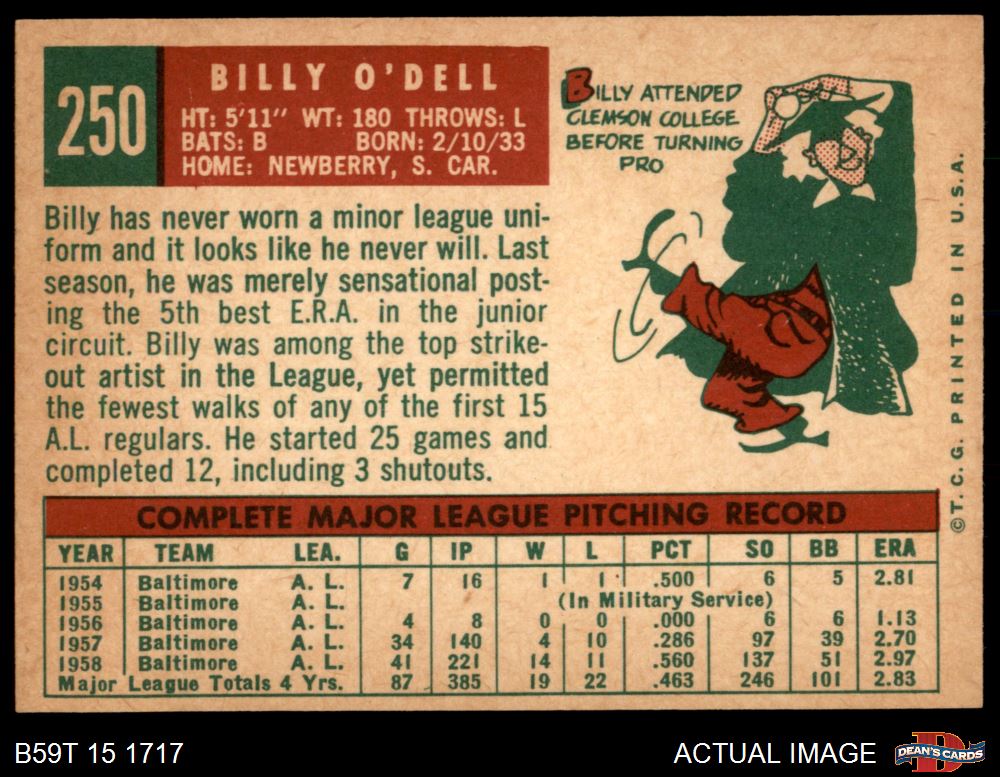 250
BILLY O'DELL
HT: 5'11" WT: 180 THROWS: L
BATS: B BORN: 2/10/33
HOME: NEWBERRY, S. CAR.
BILLY ATTENDED
CLEMSON COLLEGE
BEFORE TURNING
PRO
Billy has never worn a minor league uni-
form and it looks like he never will. Last
season, he was merely sensational post-
ing the 5th best E.R.A. in the junior
circuit. Billy was among the top strike-
out artist in the League, yet permitted
the fewest walks of any of the first 15
A.L. regulars. He started 25 games and
completed 12, including 3 shutouts.
©T.C.G. PRINTED IN U.S.A.
COMPLETE MAJOR LEAGUE PITCHING RECORD
YEAR TEAM LEA. G IP W L PCT SO BB ERA
1954 Baltimore A. L. 7 16 1 1 .500 6 5 2.81
1955 Baltimore A. L. (In Military Service)
1956 Baltimore A. L. 4 8 0 0 .000 6 6 1.13
1957 Baltimore A. L. 34 140 4 10 .286 97 39 2.70
1958 Baltimore A. L. 41 221 14 11 .560 137 51 2.97
Major League Totals 4 Yrs. 87 385 19 22 .463 246 101 2.83
B59T 15 1717
ACTUAL IMAGE
D
DEAN'S CARDS